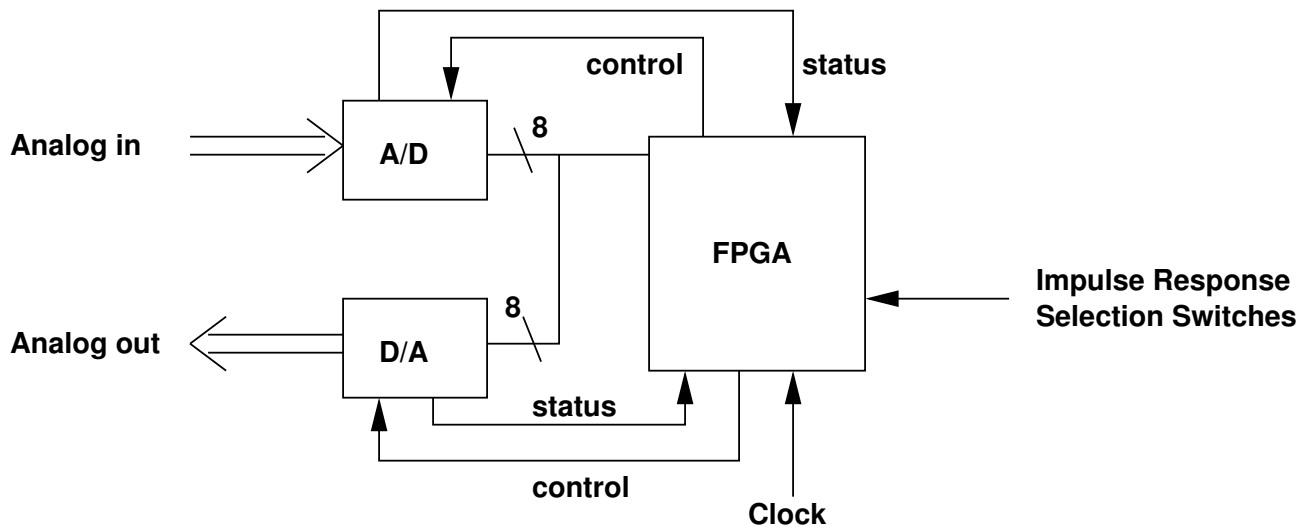 control
status
Analog in
A/D
8
FPGA
Impulse Response
Selection Switches
8
Analog out
D/A
status
control
Clock